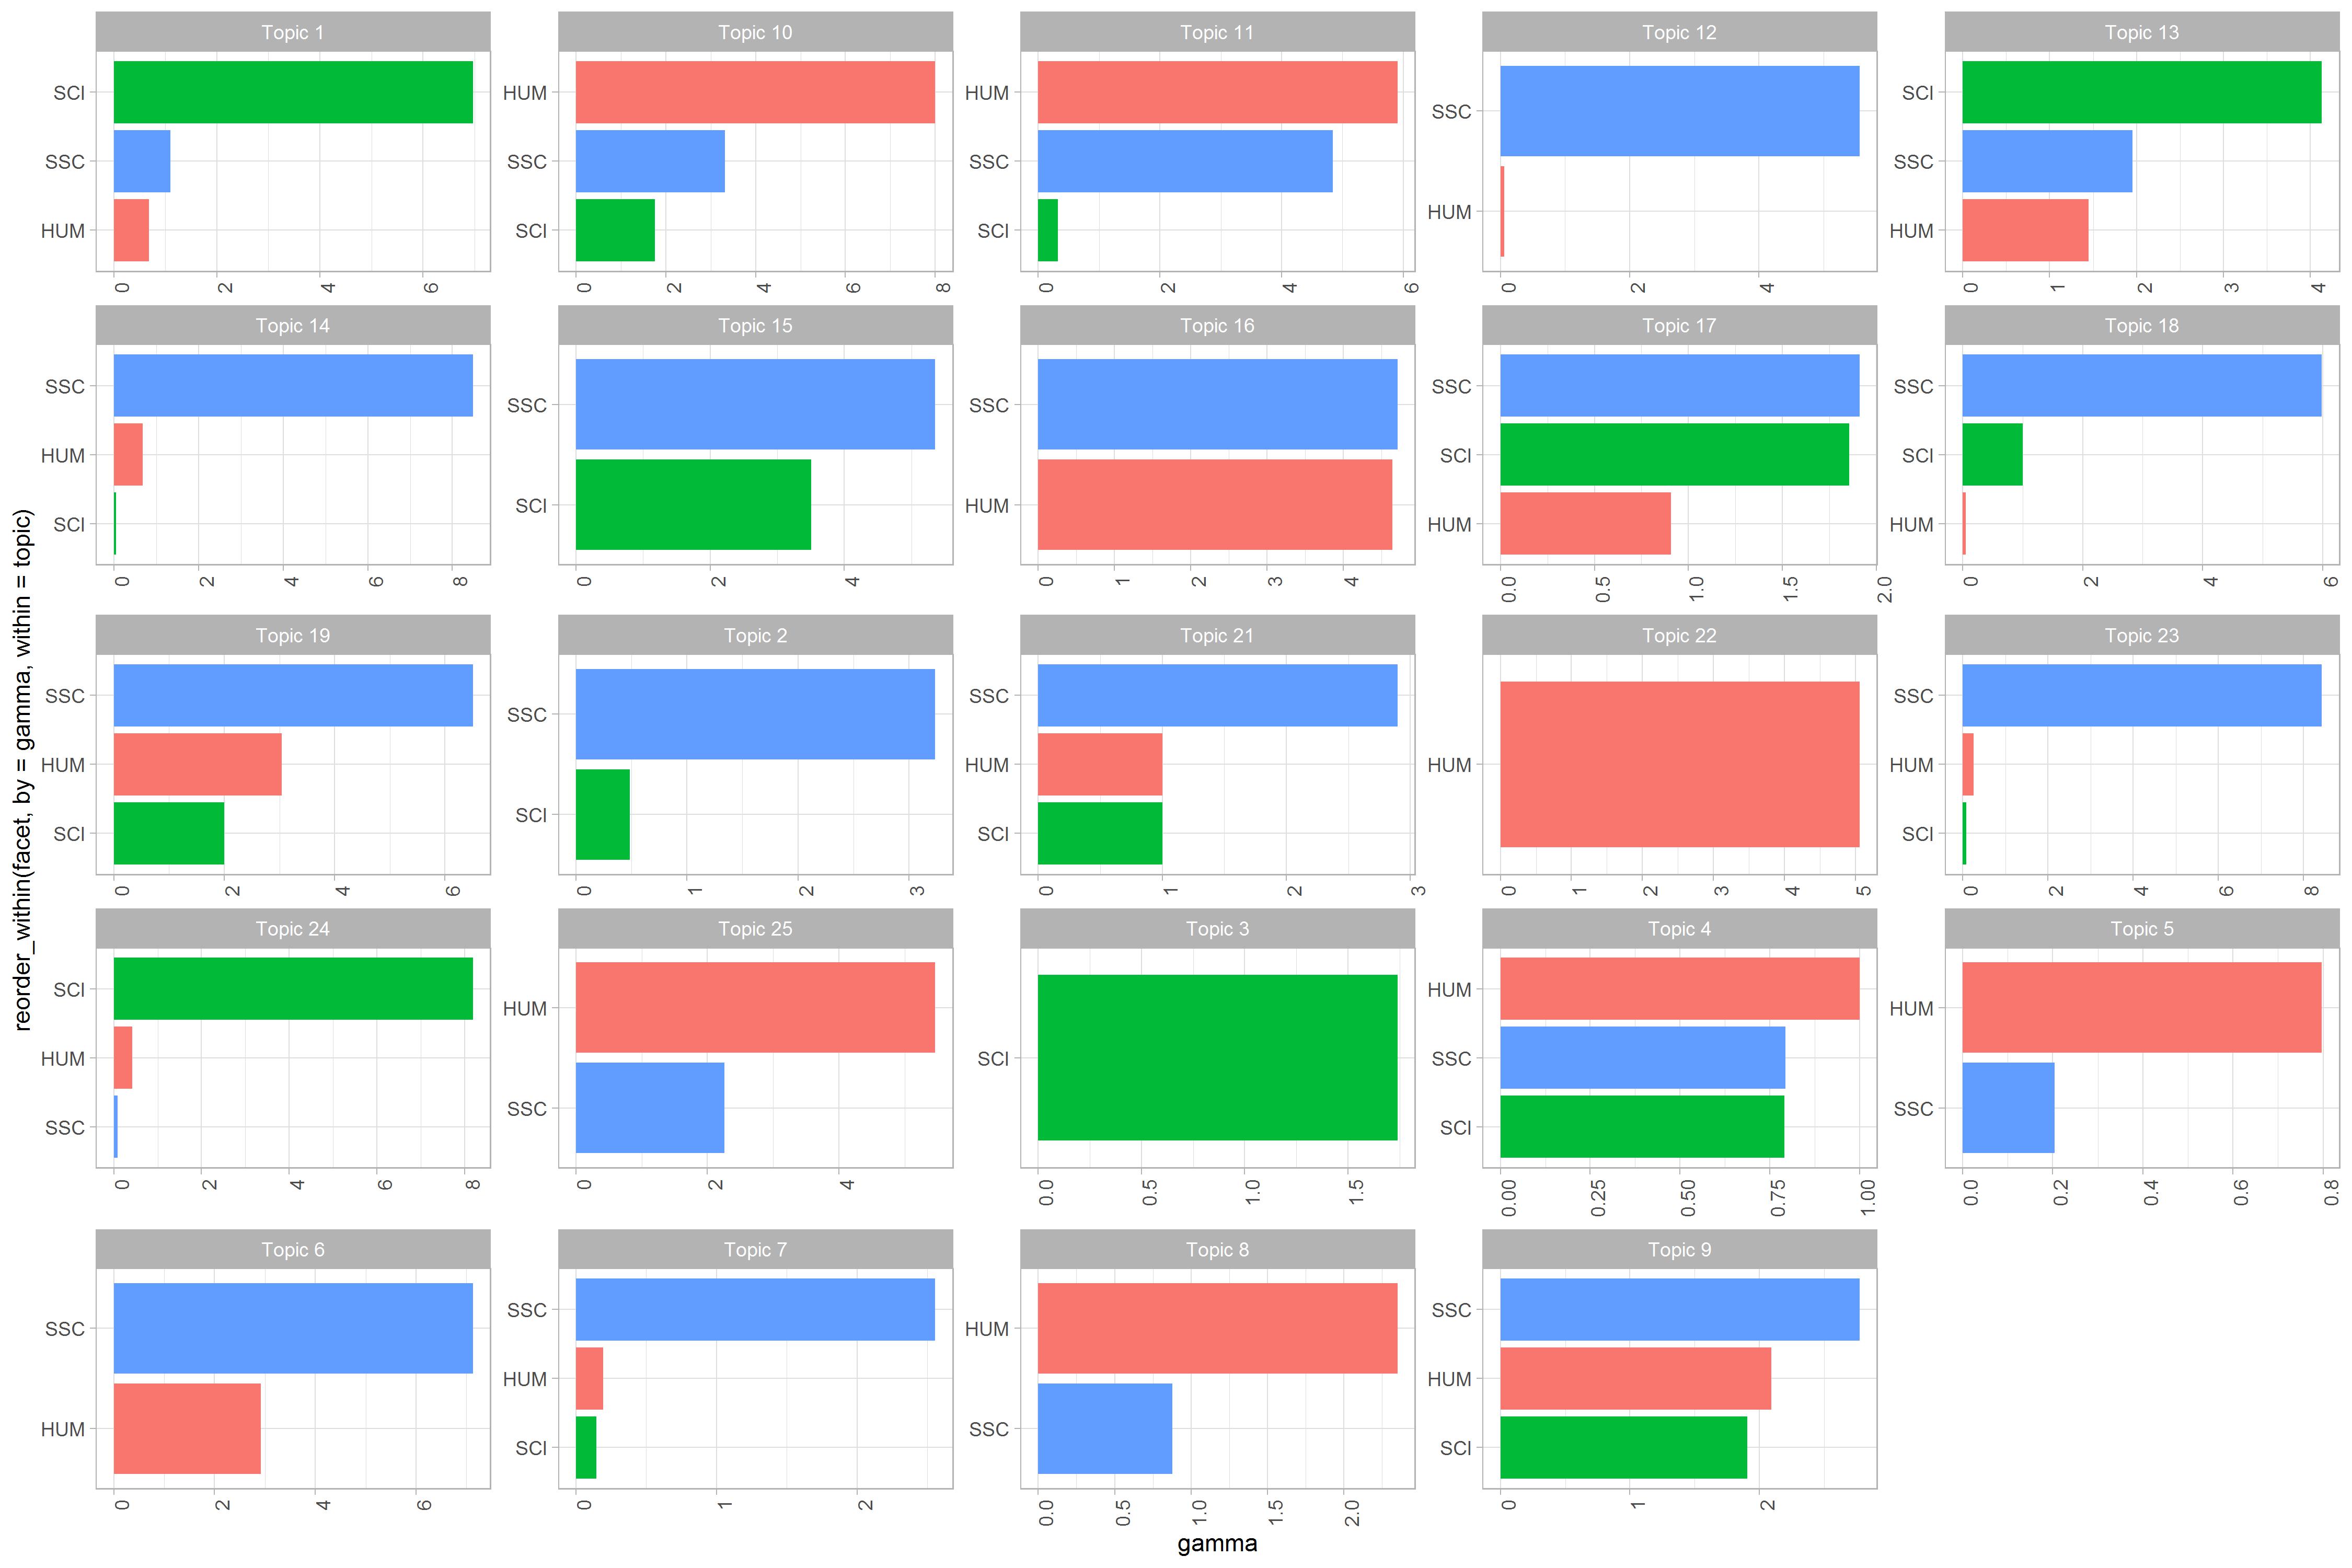 reorder_within(facet, by = gamma, within = topic)
Topic 1
SCI
SSC
HUM
0 2 4 6
Topic 10
HUM
SSC
SCI
0 2 4 6 8
Topic 11
HUM
SSC
SCI
0 2 4 6
Topic 12
SSC
HUM
0 2 4
Topic 13
SCI
SSC
HUM
0 1 2 3 4
Topic 14
SSC
HUM
SCI
0 2 4 6 8
Topic 15
SSC
SCI
0 2 4
Topic 16
SSC
HUM
0 1 2 3 4
Topic 17
SSC
SCI
HUM
0.0 0.5 1.0 1.5 2.0
Topic 18
SSC
SCI
HUM
0 2 4 6
Topic 19
SSC
HUM
SCI
0 2 4 6
Topic 2
SSC
SCI
0 1 2 3
Topic 21
SSC
HUM
SCI
0 1 2 3
Topic 22
HUM
0 1 2 3 4 5
Topic 23
SSC
HUM
SCI
0 2 4 6 8
Topic 24
SCI
HUM
SSC
0 2 4 6 8
Topic 25
HUM
SSC
0 2 4
Topic 3
SCI
0.0 0.5 1.0 1.5
Topic 4
HUM
SSC
SCI
0.00 0.25 0.50 0.75 1.00
Topic 5
HUM
SSC
0.0 0.2 0.4 0.6 0.8
Topic 6
SSC
HUM
0 2 4 6
Topic 7
SSC
HUM
SCI
0 1 2
Topic 8
HUM
SSC
0.0 0.5 1.0 1.5 2.0
Topic 9
SSC
HUM
SCI
0 1 2
gamma